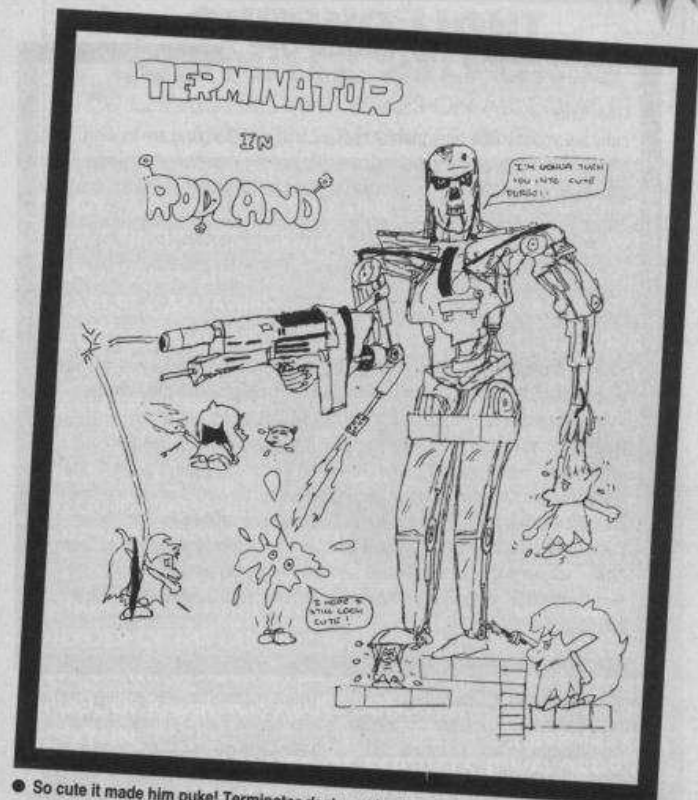 TERMINATOR
IN
RODLAND
I'M GONNA TURN
YOU INTO CUTE
PURGE!!
I HOPE I
STILL LOOK
CUTE!
● So cute it made him puke! Terminator